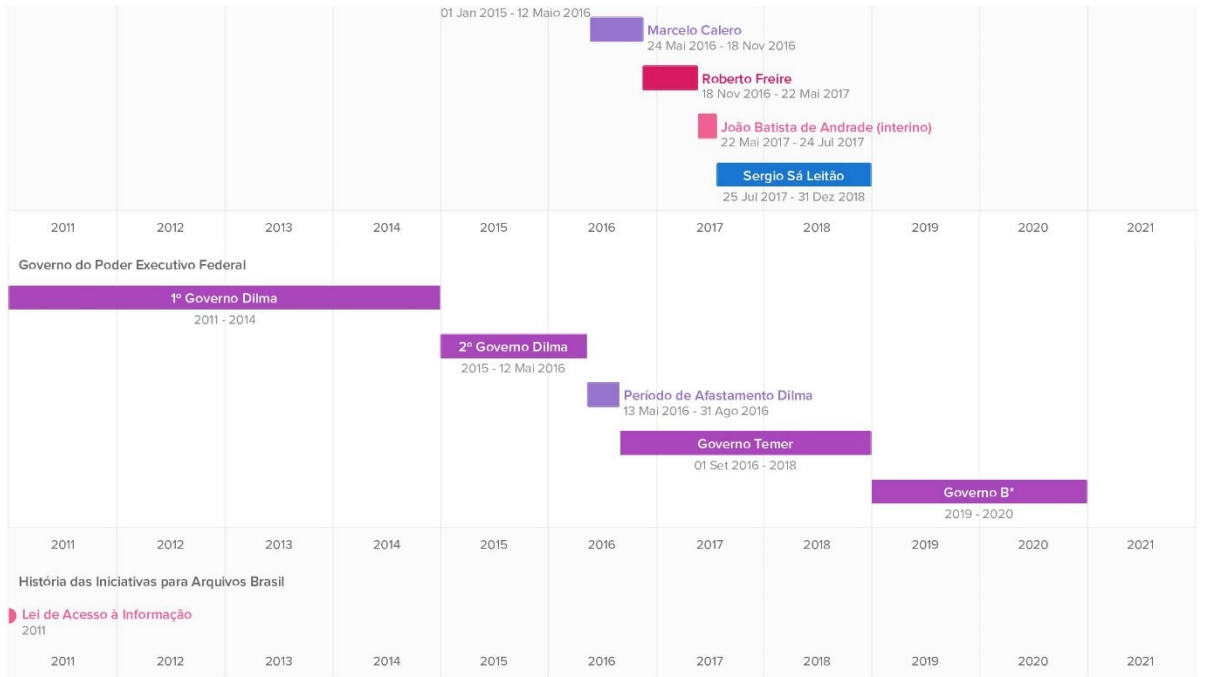 01 Jan 2015 - 12 Maio 2016
Marcelo Calero
24 Mai 2016 - 18 Nov 2016
Roberto Freire
18 Nov 2016 - 22 Mai 2017
João Batista de Andrade (interino)
22 Mai 2017 - 24 Jul 2017
Sergio Sá Leitão
25 Jul 2017 - 31 Dez 2018
2011 2012 2013 2014 2015 2016 2017 2018 2019 2020 2021
Governo do Poder Executivo Federal
1º Governo Dilma
2011 - 2014
2º Governo Dilma
2015 - 12 Mai 2016
Período de Afastamento Dilma
13 Mai 2016 - 31 Ago 2016
Governo Temer
01 Set 2016 - 2018
Governo B*
2019 - 2020
2011 2012 2013 2014 2015 2016 2017 2018 2019 2020 2021
História das Iniciativas para Arquivos Brasil
Lei de Acesso à Informação
2011
2011 2012 2013 2014 2015 2016 2017 2018 2019 2020 2021